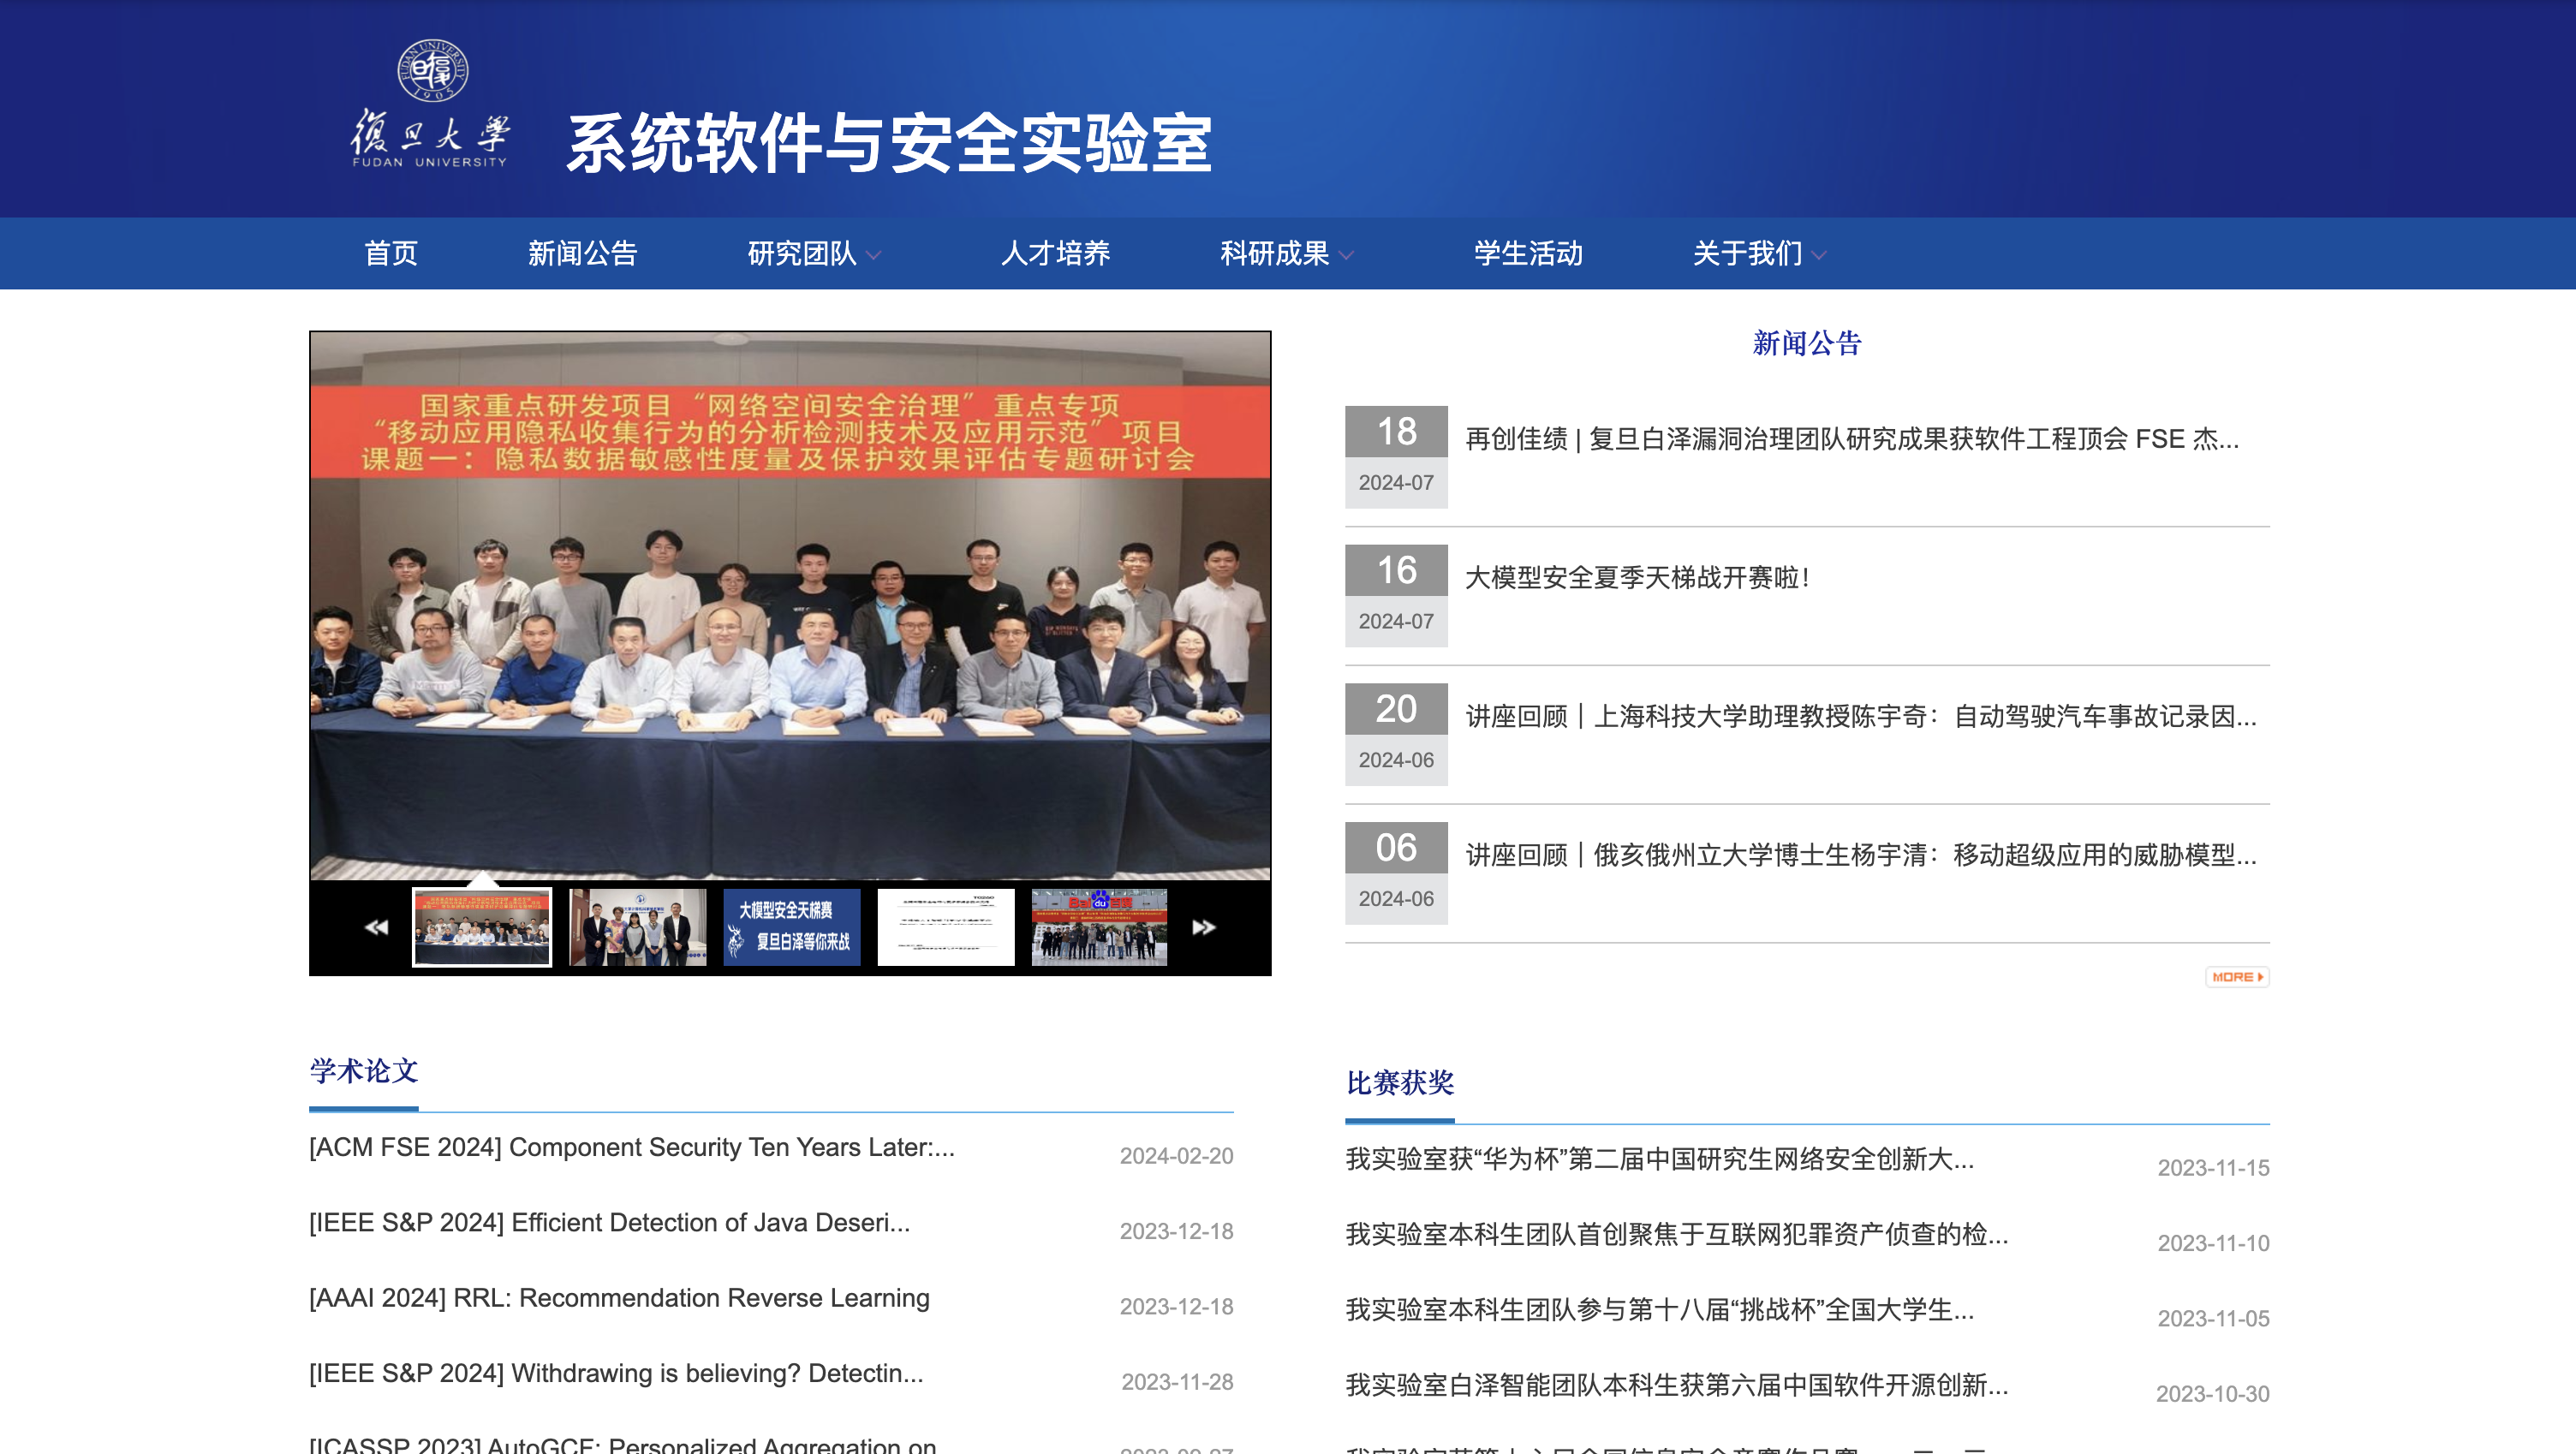 FUDAN UNIVERSITY
1905
復旦大學
FUDAN UNIVERSITY
系统软件与安全实验室
首页
新闻公告
研究团队
人才培养
科研成果
学生活动
关于我们
国家重点研发项目“网络空间安全治理”重点专项
“移动应用隐私收集行为的分析检测技术及应用示范”项目
课题一：隐私数据敏感性度量及保护效果评估专题研讨会
大模型安全天梯赛
复旦白泽等你来战
Bai du 百度
新闻公告
18
2024-07
再创佳绩 | 复旦白泽漏洞治理团队研究成果获软件工程顶会 FSE 杰...
16
2024-07
大模型安全夏季天梯战开赛啦！
20
2024-06
讲座回顾｜上海科技大学助理教授陈宇奇：自动驾驶汽车事故记录因...
06
2024-06
讲座回顾｜俄亥俄州立大学博士生杨宇清：移动超级应用的威胁模型...
MORE
学术论文
[ACM FSE 2024] Component Security Ten Years Later:...
2024-02-20
[IEEE S&P 2024] Efficient Detection of Java Deseri...
2023-12-18
[AAAI 2024] RRL: Recommendation Reverse Learning
2023-12-18
[IEEE S&P 2024] Withdrawing is believing? Detectin...
2023-11-28
[ICASSP 2023] AutoGCF: Personalized Aggregation on
比赛获奖
我实验室获“华为杯”第二届中国研究生网络安全创新大...
2023-11-15
我实验室本科生团队首创聚焦于互联网犯罪资产侦查的检...
2023-11-10
我实验室本科生团队参与第十八届“挑战杯”全国大学生...
2023-11-05
我实验室白泽智能团队本科生获第六届中国软件开源创新...
2023-10-30